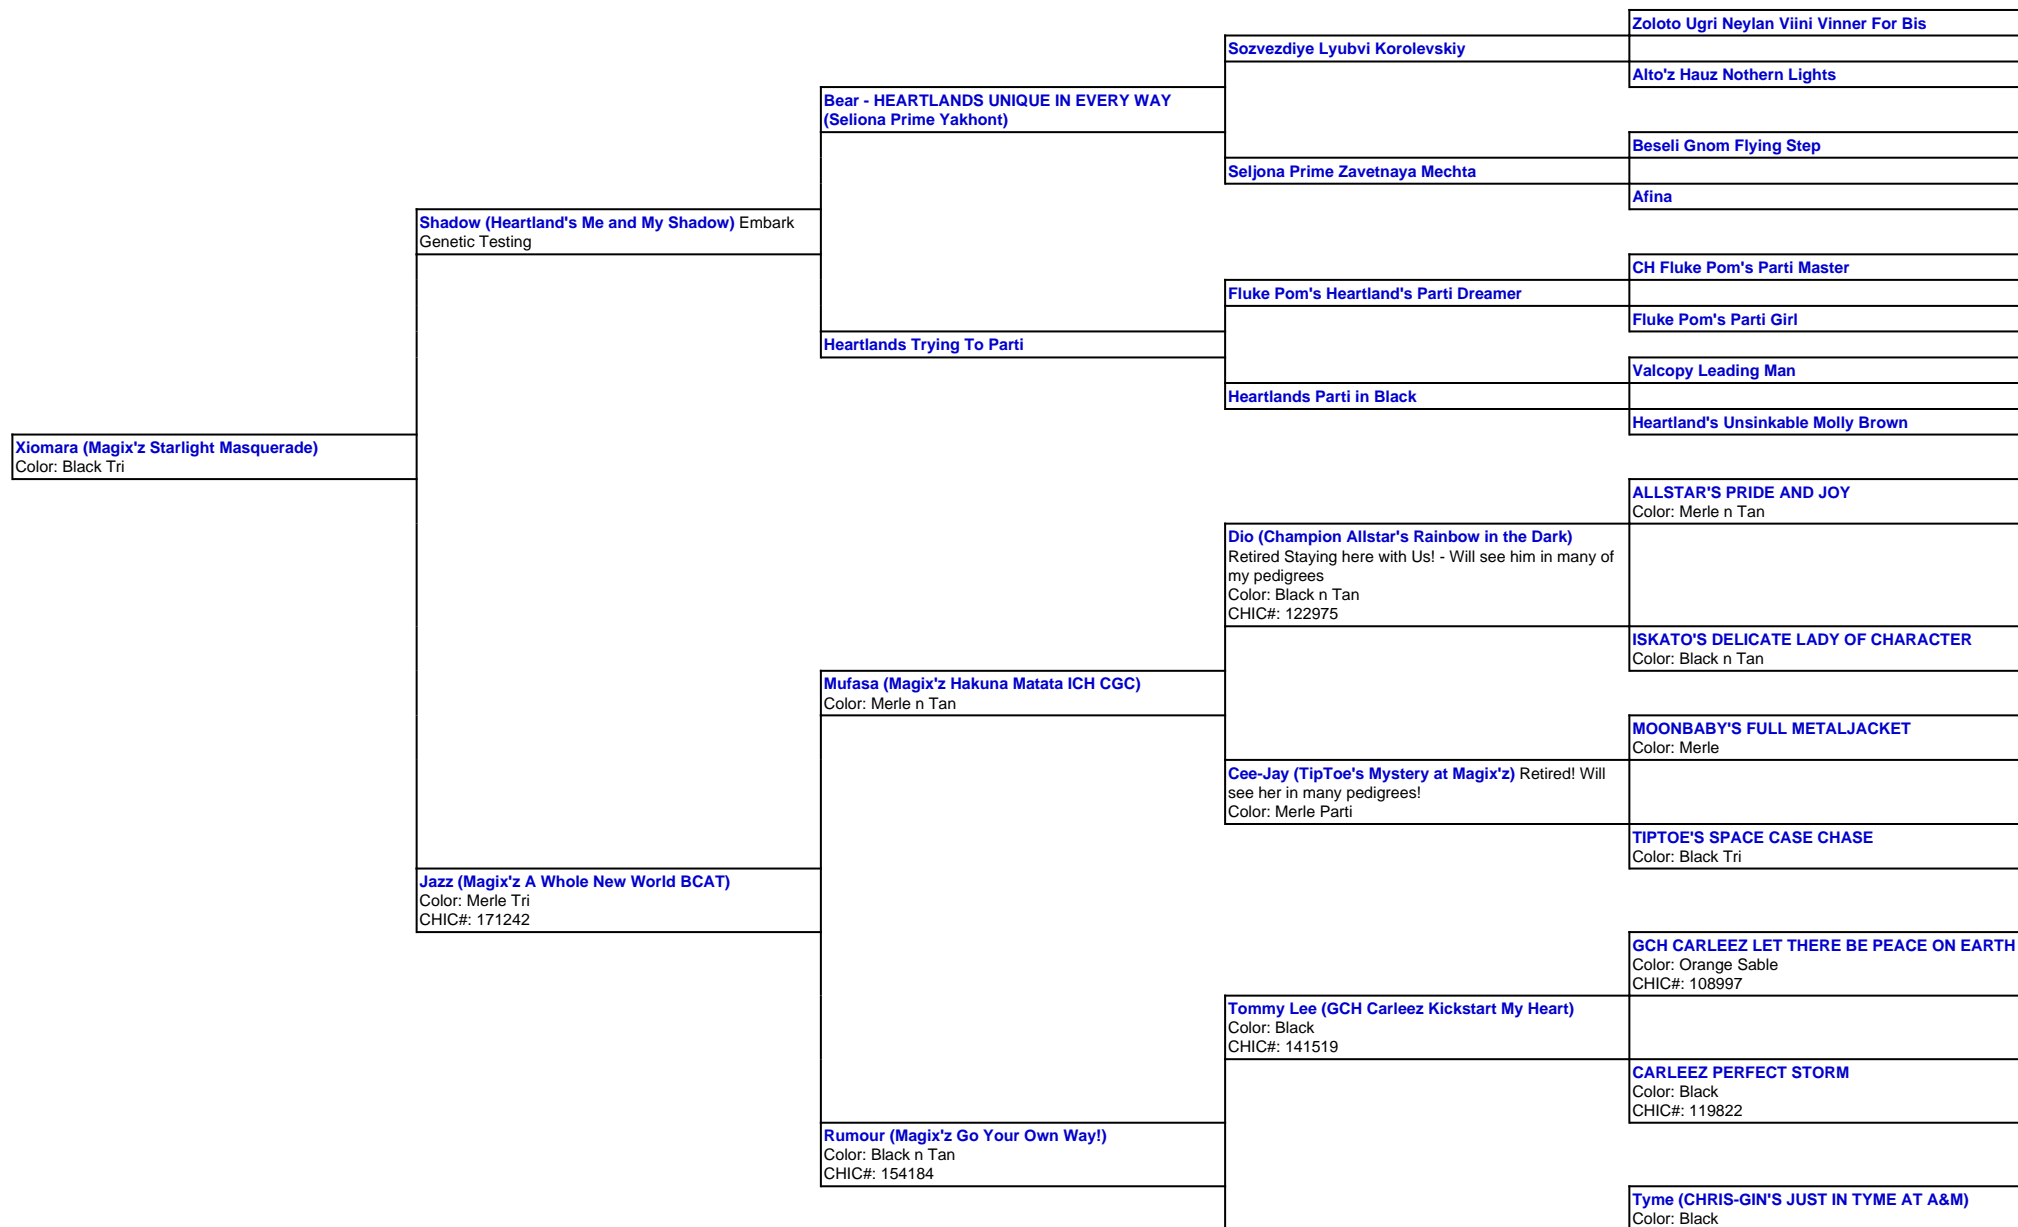 Zoloto Ugri Neylan Viini Vinner For Bis
Sozvezdiye Lyubvi Korolevskiy
Alto'z Hauz Nothern Lights
Bear - HEARTLANDS UNIQUE IN EVERY WAY
(Seliona Prime Yakhont)
Beseli Gnom Flying Step
Seljona Prime Zavetnaya Mechta
Afina
Shadow (Heartland's Me and My Shadow) Embark
Genetic Testing
CH Fluke Pom's Parti Master
Fluke Pom's Heartland's Parti Dreamer
Fluke Pom's Parti Girl
Heartlands Trying To Parti
Valcopy Leading Man
Heartlands Parti in Black
Heartland's Unsinkable Molly Brown
Xiomara (Magix'z Starlight Masquerade)
Color: Black Tri
ALLSTAR'S PRIDE AND JOY
Color: Merle n Tan
Dio (Champion Allstar's Rainbow in the Dark)
Retired Staying here with Us! - Will see him in many of
my pedigrees
Color: Black n Tan
CHIC#: 122975
ISKATO'S DELICATE LADY OF CHARACTER
Color: Black n Tan
Mufasa (Magix'z Hakuna Matata ICH CGC)
Color: Merle n Tan
MOONBABY'S FULL METALJACKET
Color: Merle
Cee-Jay (TipToe's Mystery at Magix'z) Retired! Will
see her in many pedigrees!
Color: Merle Parti
TIPTOE'S SPACE CASE CHASE
Color: Black Tri
Jazz (Magix'z A Whole New World BCAT)
Color: Merle Tri
CHIC#: 171242
GCH CARLEEZ LET THERE BE PEACE ON EARTH
Color: Orange Sable
CHIC#: 108997
Tommy Lee (GCH Carleez Kickstart My Heart)
Color: Black
CHIC#: 141519
CARLEEZ PERFECT STORM
Color: Black
CHIC#: 119822
Rumour (Magix'z Go Your Own Way!)
Color: Black n Tan
CHIC#: 154184
Tyme (CHRIS-GIN'S JUST IN TYME AT A&M)
Color: Black